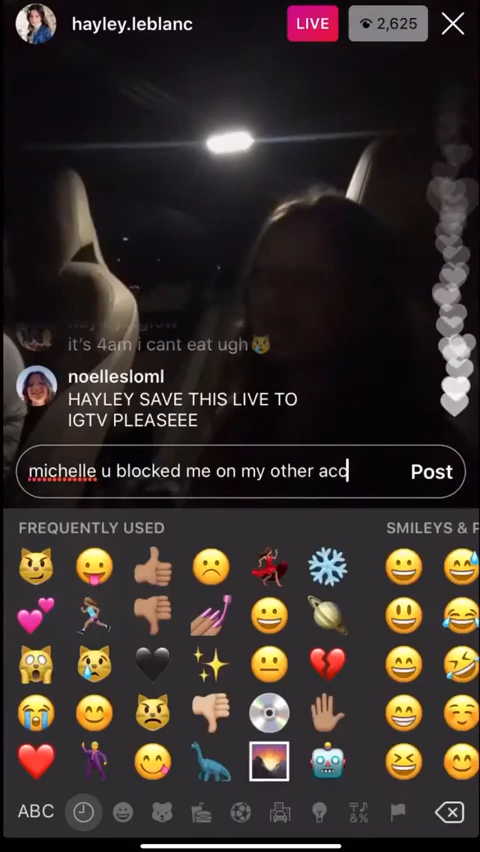 hayley.leblanc LIVE 2,625
it's 4am i cant eat ugh😿
noellesloml
HAYLEY SAVE THIS LIVE TO
IGTV PLEASEEE
michelle u blocked me on my other acc Post
FREQUENTLY USED SMILEYS & P
ABC